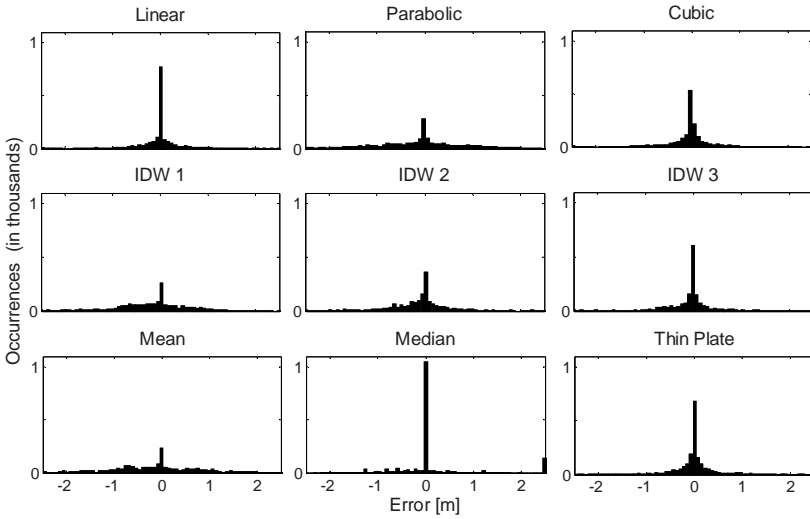 Linear Parabolic Cubic
1 1 1
0 0 0
IDW 1 IDW 2 IDW 3
1 1 1
0 0 0
Mean Median Thin Plate
1 1 1
0 0 0
-2 -1 0 1 2 -2 -1 0 1 2 -2 -1 0 1 2
Error [m]
Occurrences (in thousands)